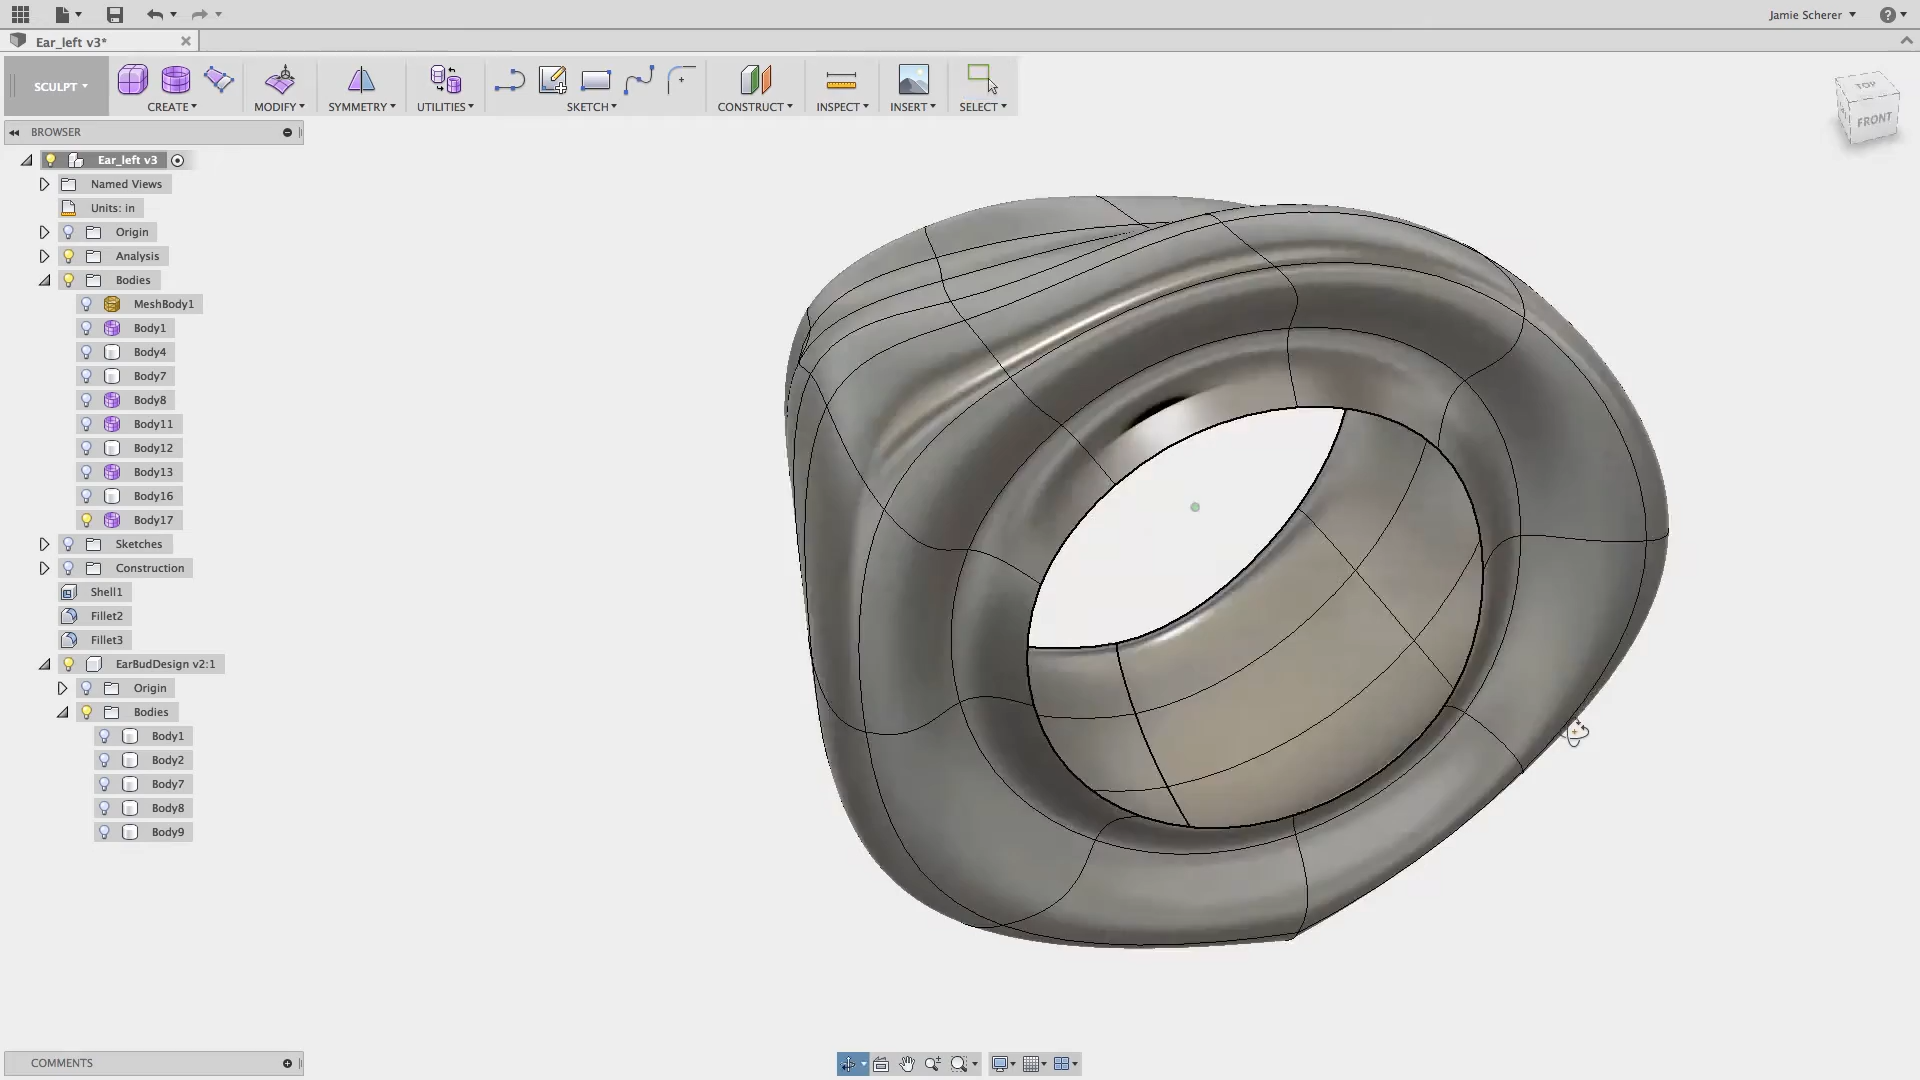 Jamie Scherer
Ear_left v3*
SCULPT
CREATE
MODIFY
SYMMETRY
UTILITIES
SKETCH
CONSTRUCT
INSPECT
INSERT
SELECT
TOP
FRONT
BROWSER
Ear_left v3
Named Views
Units: in
Origin
Analysis
Bodies
MeshBody1
Body1
Body4
Body7
Body8
Body11
Body12
Body13
Body16
Body17
Sketches
Construction
Shell1
Fillet2
Fillet3
EarBudDesign v2:1
Origin
Bodies
Body1
Body2
Body7
Body8
Body9
COMMENTS